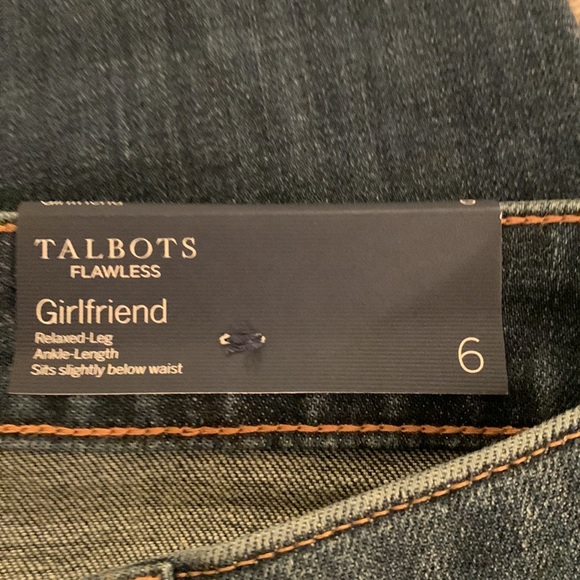 TALBOTS
FLAWLESS
Girlfriend
Relaxed-Leg
Ankle-Length
Sits slightly below waist
6